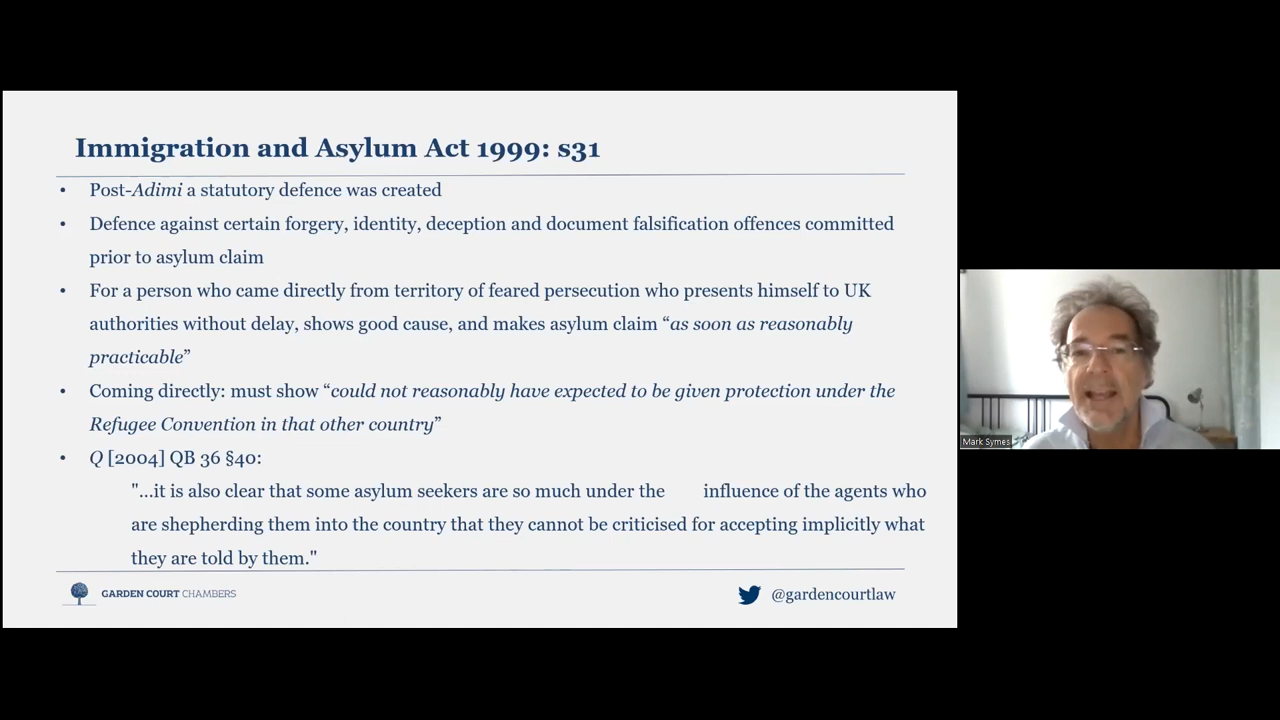 Immigration and Asylum Act 1999: s31
• Post-Adimi a statutory defence was created
• Defence against certain forgery, identity, deception and document falsification offences committed
prior to asylum claim
• For a person who came directly from territory of feared persecution who presents himself to UK
authorities without delay, shows good cause, and makes asylum claim “as soon as reasonably
practicable”
• Coming directly: must show “could not reasonably have expected to be given protection under the
Refugee Convention in that other country”
• Q [2004] QB 36 §40:
"...it is also clear that some asylum seekers are so much under the influence of the agents who
are shepherding them into the country that they cannot be criticised for accepting implicitly what
they are told by them."
GARDEN COURT CHAMBERS
@gardencourtlaw
Mark Symes